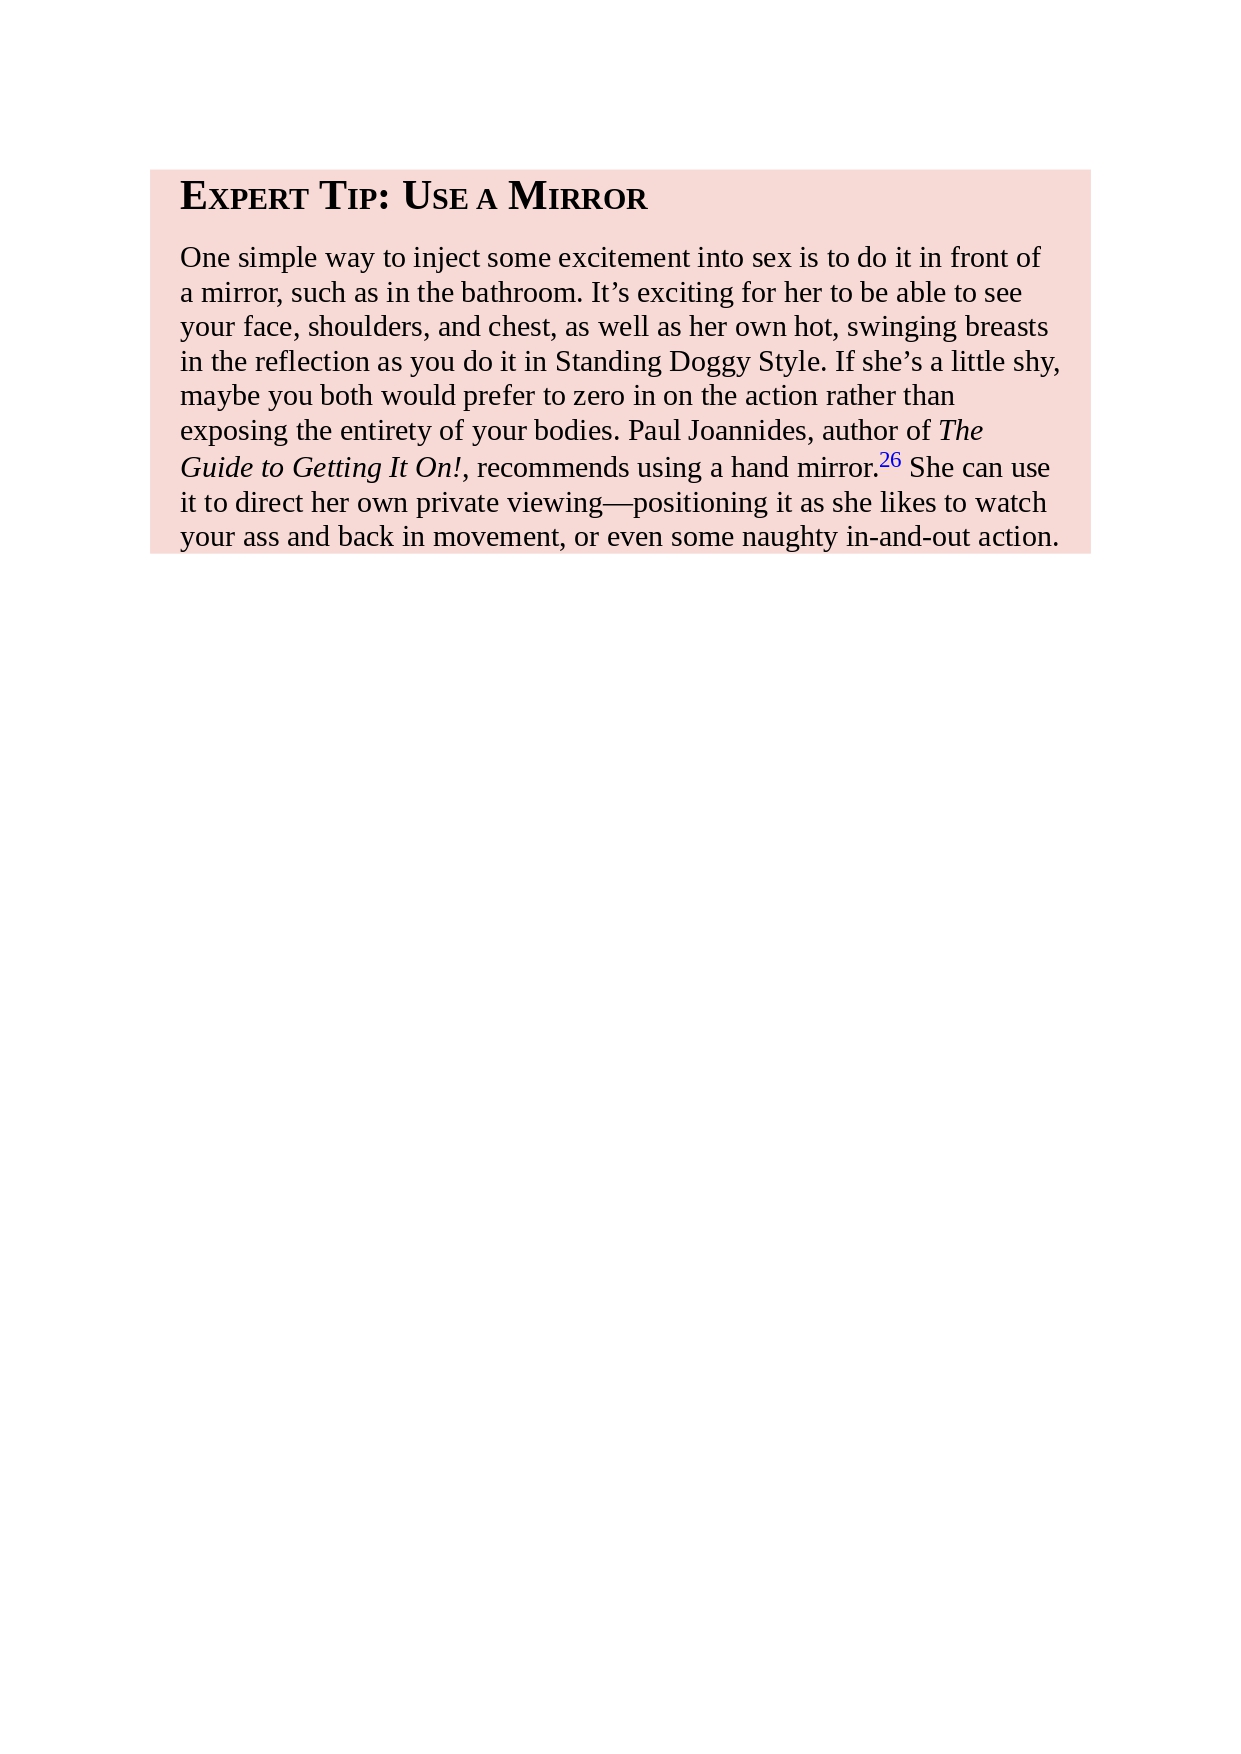 Expert Tip: Use a Mirror
One simple way to inject some excitement into sex is to do it in front of
a mirror, such as in the bathroom. It’s exciting for her to be able to see
your face, shoulders, and chest, as well as her own hot, swinging breasts
in the reflection as you do it in Standing Doggy Style. If she’s a little shy,
maybe you both would prefer to zero in on the action rather than
exposing the entirety of your bodies. Paul Joannides, author of The
Guide to Getting It On!, recommends using a hand mirror.26 She can use
it to direct her own private viewing—positioning it as she likes to watch
your ass and back in movement, or even some naughty in-and-out action.